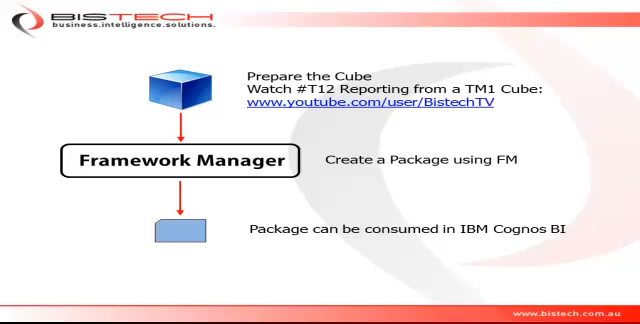 BISTECH
business.intelligence.solutions.
Prepare the Cube
Watch #T12 Reporting from a TM1 Cube:
www.youtube.com/user/BistechTV
Framework Manager
Create a Package using FM
Package can be consumed in IBM Cognos BI
www.bistech.com.au